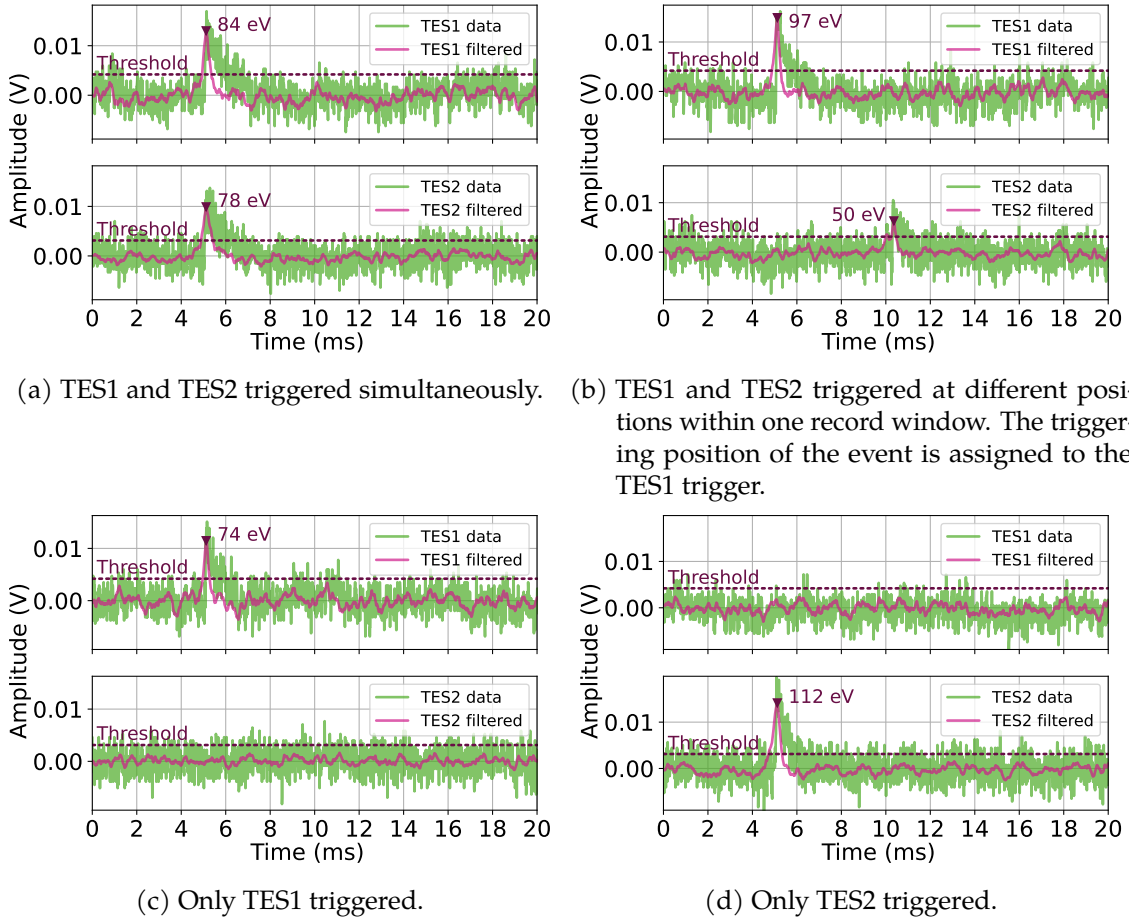 84 eV
TES1 data
TES1 filtered
Threshold
0.01
0.00
78 eV
TES2 data
TES2 filtered
Threshold
0.01
0.00
Amplitude (V)
0 2 4 6 8 10 12 14 16 18 20
Time (ms)
(a) TES1 and TES2 triggered simultaneously.
97 eV
TES1 data
TES1 filtered
Threshold
0.01
0.00
50 eV
TES2 data
TES2 filtered
Threshold
0.01
0.00
Amplitude (V)
0 2 4 6 8 10 12 14 16 18 20
Time (ms)
(b) TES1 and TES2 triggered at different posi-
tions within one record window. The trigger-
ing position of the event is assigned to the
TES1 trigger.
74 eV
TES1 data
TES1 filtered
Threshold
0.01
0.00
TES2 data
TES2 filtered
Threshold
0.01
0.00
Amplitude (V)
0 2 4 6 8 10 12 14 16 18 20
Time (ms)
(c) Only TES1 triggered.
TES1 data
TES1 filtered
Threshold
0.01
0.00
112 eV
TES2 data
TES2 filtered
Threshold
0.01
0.00
Amplitude (V)
0 2 4 6 8 10 12 14 16 18 20
Time (ms)
(d) Only TES2 triggered.